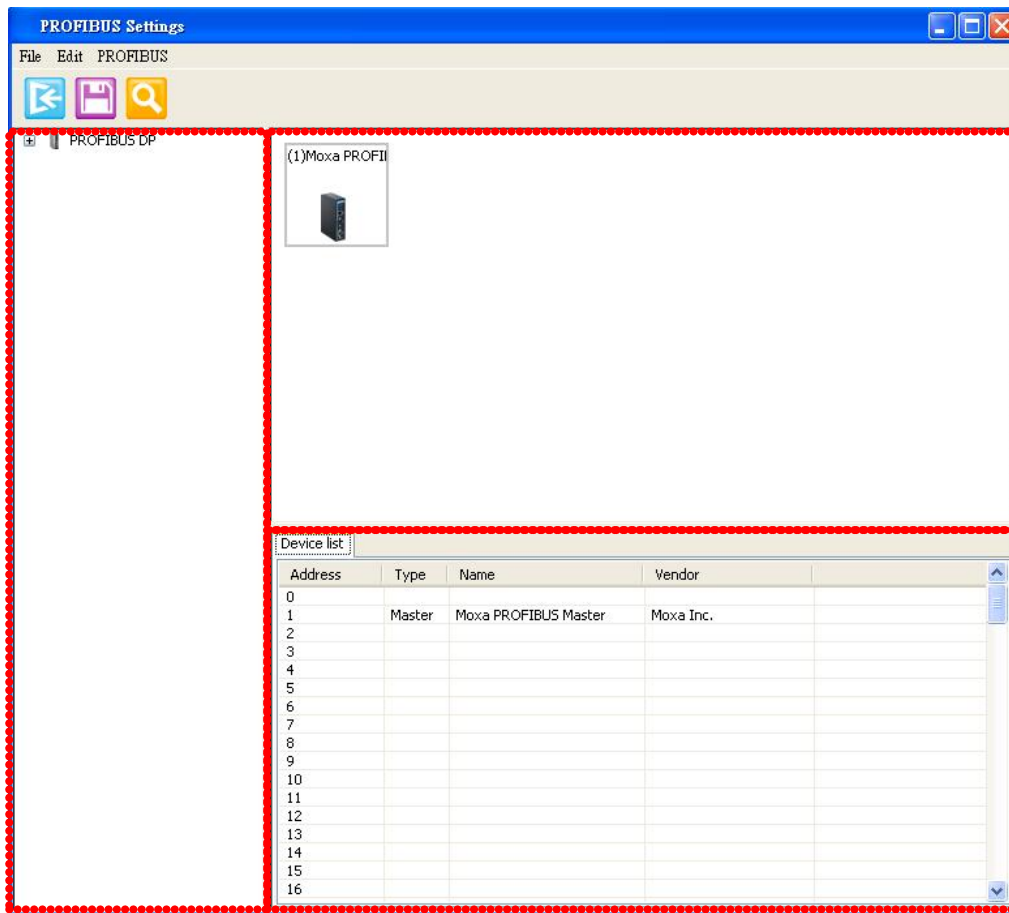 PROFIBUS Settings
File Edit PROFIBUS
PROFIBUS DP
(1)Moxa PROFI
Device list
Address Type Name Vendor
0
1 Master Moxa PROFIBUS Master Moxa Inc.
2
3
4
5
6
7
8
9
10
11
12
13
14
15
16